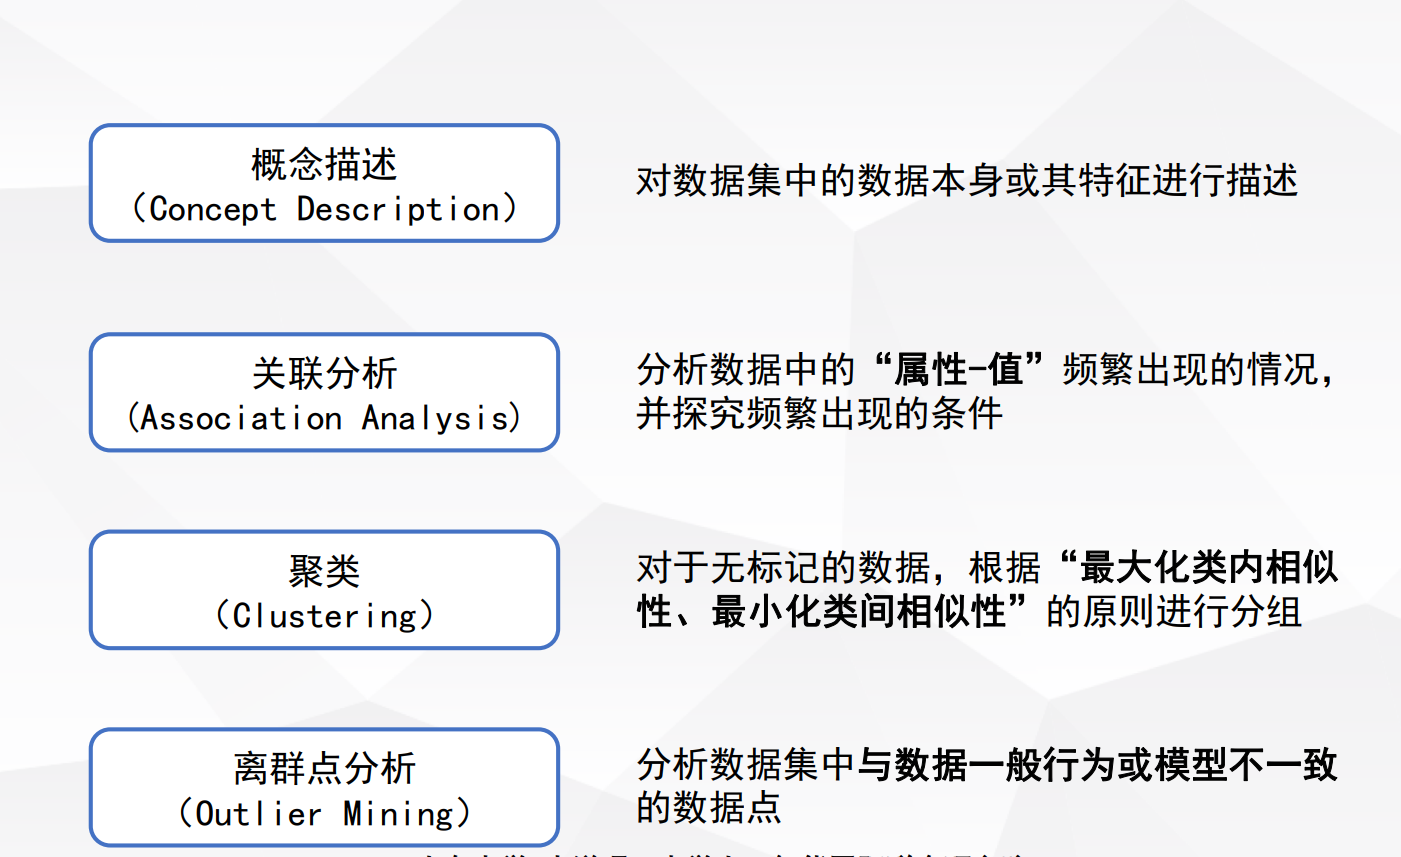 概念描述
（Concept Description）
对数据集中的数据本身或其特征进行描述
关联分析
(Association Analysis)
分析数据中的“属性-值”频繁出现的情况，
并探究频繁出现的条件
聚类
（Clustering）
对于无标记的数据，根据“最大化类内相似
性、最小化类间相似性”的原则进行分组
离群点分析
（Outlier Mining）
分析数据集中与数据一般行为或模型不一致
的数据点